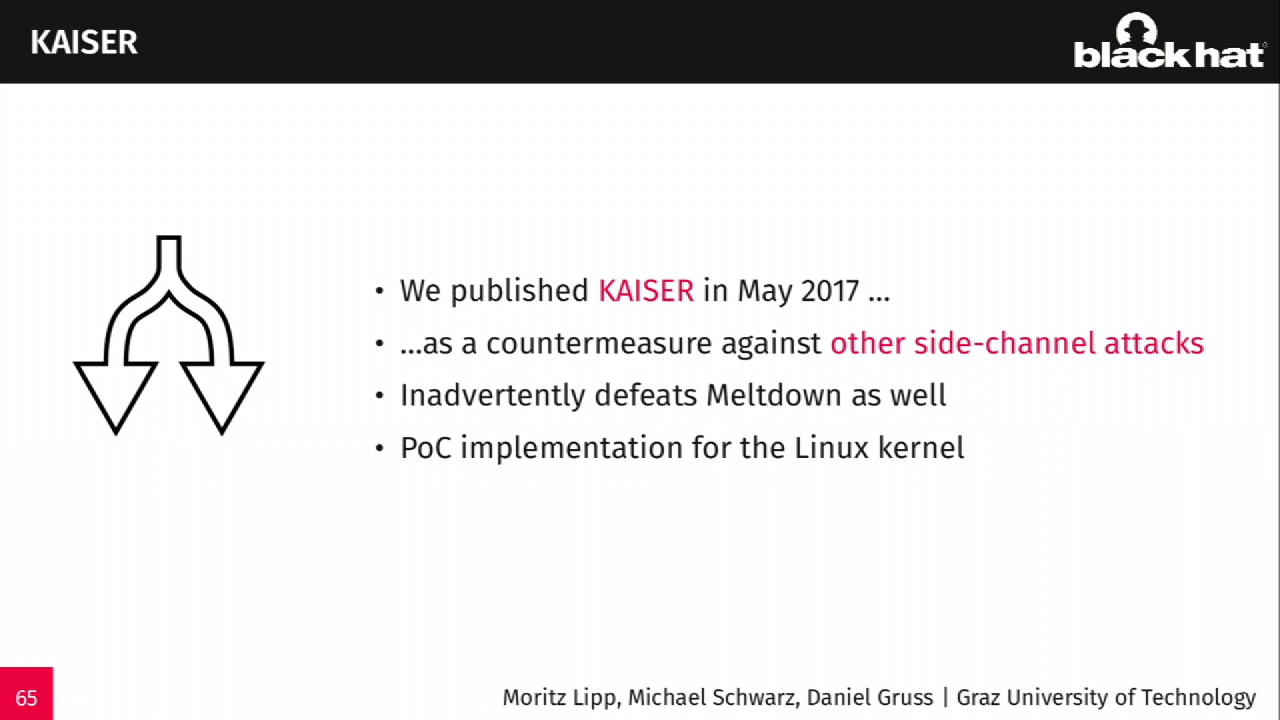 KAISER
black hat
• We published KAISER in May 2017 ...
• ...as a countermeasure against other side-channel attacks
• Inadvertently defeats Meltdown as well
• PoC implementation for the Linux kernel
65
Moritz Lipp, Michael Schwarz, Daniel Gruss | Graz University of Technology